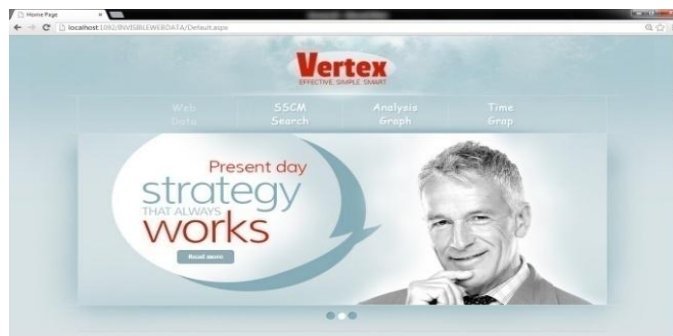 Home Page
localhost:1092/INVISIBLEWEBDATA/Default.aspx
Vertex
EFFECTIVE. SIMPLE. SMART
Web Data
SSCM Search
Analysis Graph
Time Grap
Present day
strategy
THAT ALWAYS
works
Read more